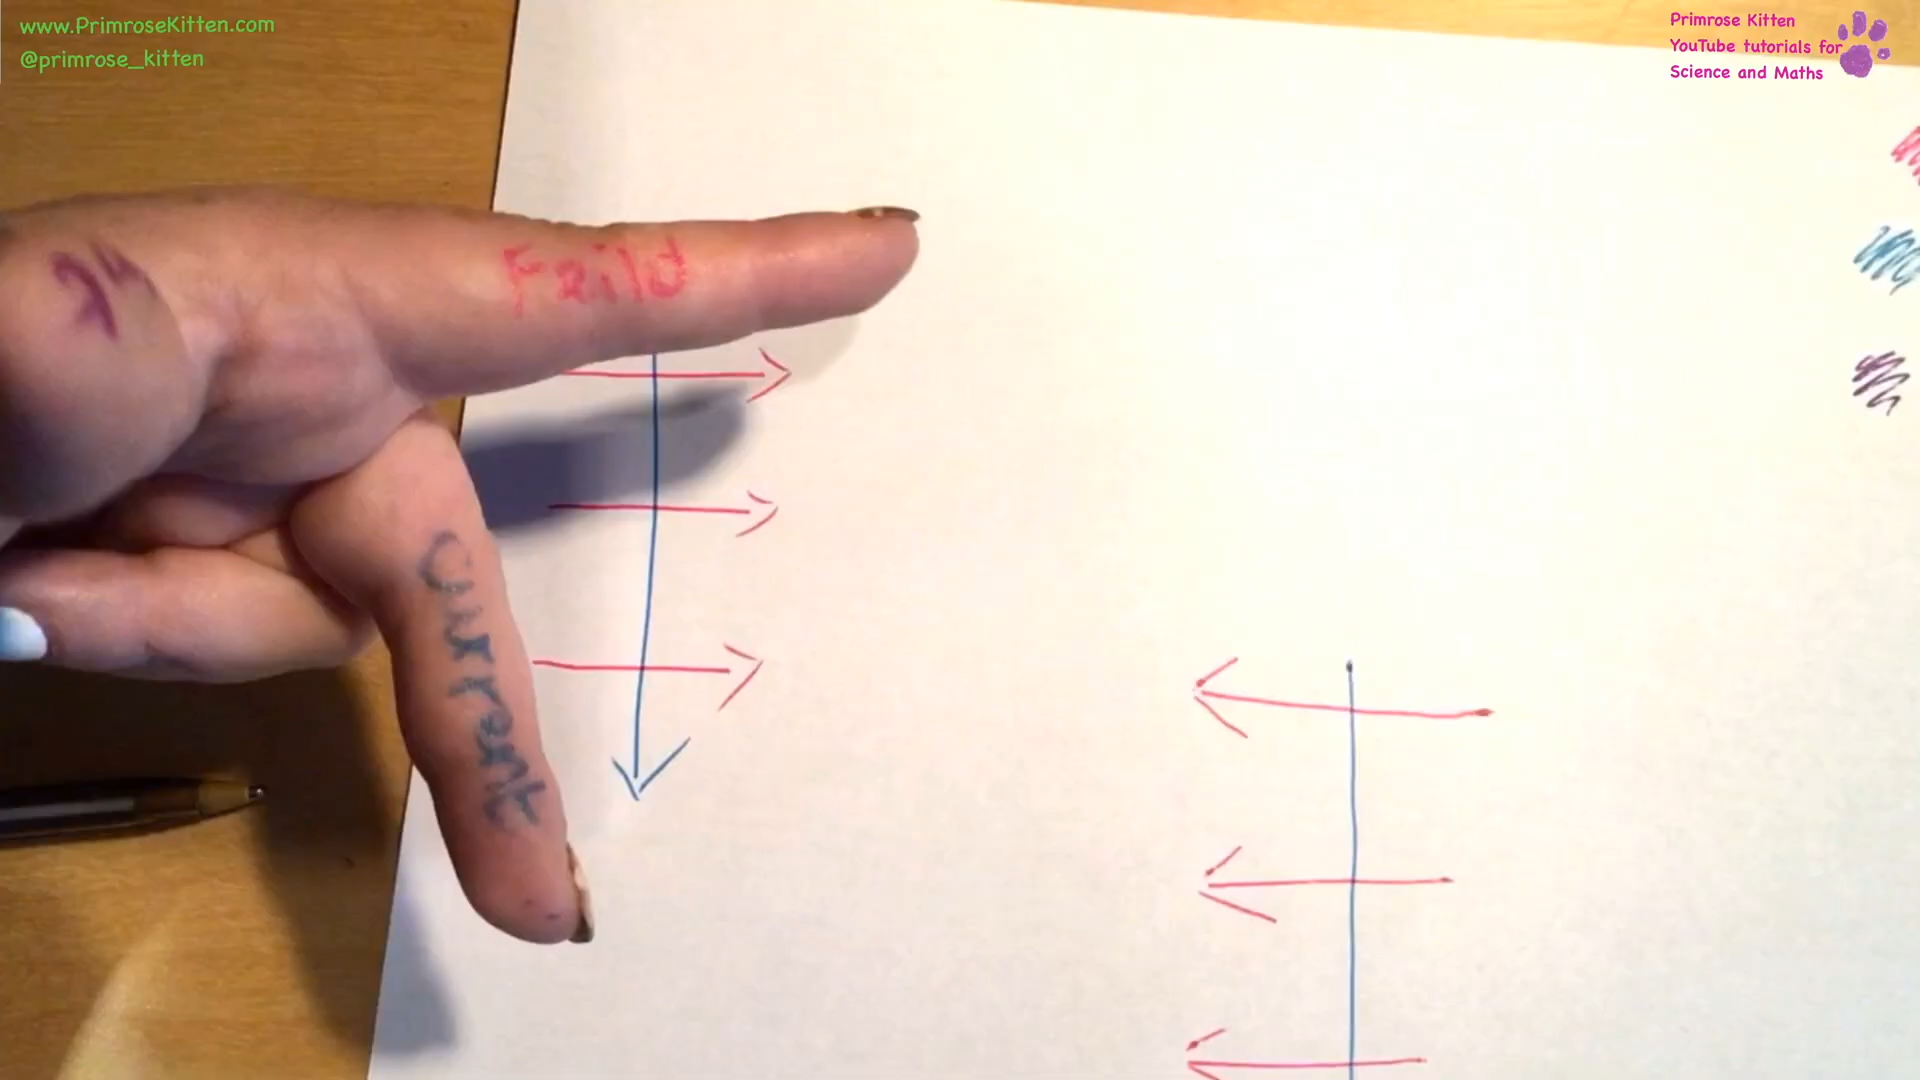 www.PrimroseKitten.com
@primrose_kitten
Primrose Kitten
YouTube tutorials for
Science and Maths
Feild
Current